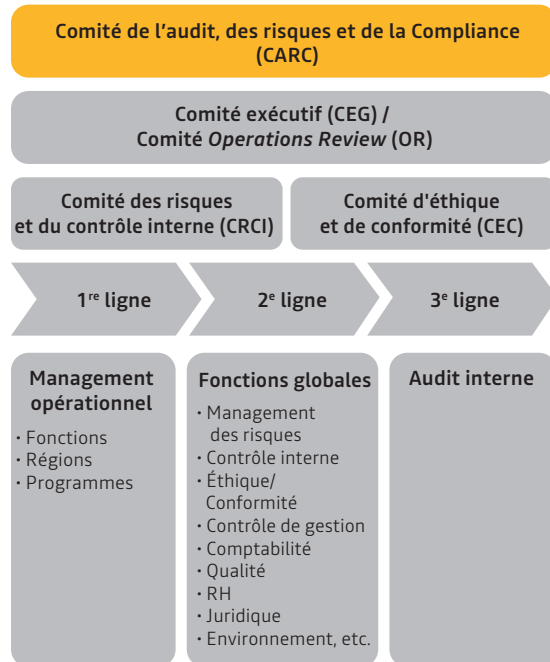 Comité de l'audit, des risques et de la Compliance
(CARC)
Comité exécutif (CEG) /
Comité Operations Review (OR)
Comité des risques
et du contrôle interne (CRCI)
Comité d'éthique
et de conformité (CEC)
1re ligne
2e ligne
3e ligne
Management
opérationnel
· Fonctions
· Régions
· Programmes
Fonctions globales
· Management
des risques
· Contrôle interne
· Éthique/
Conformité
· Contrôle de gestion
· Comptabilité
· Qualité
· RH
· Juridique
· Environnement, etc.
Audit interne